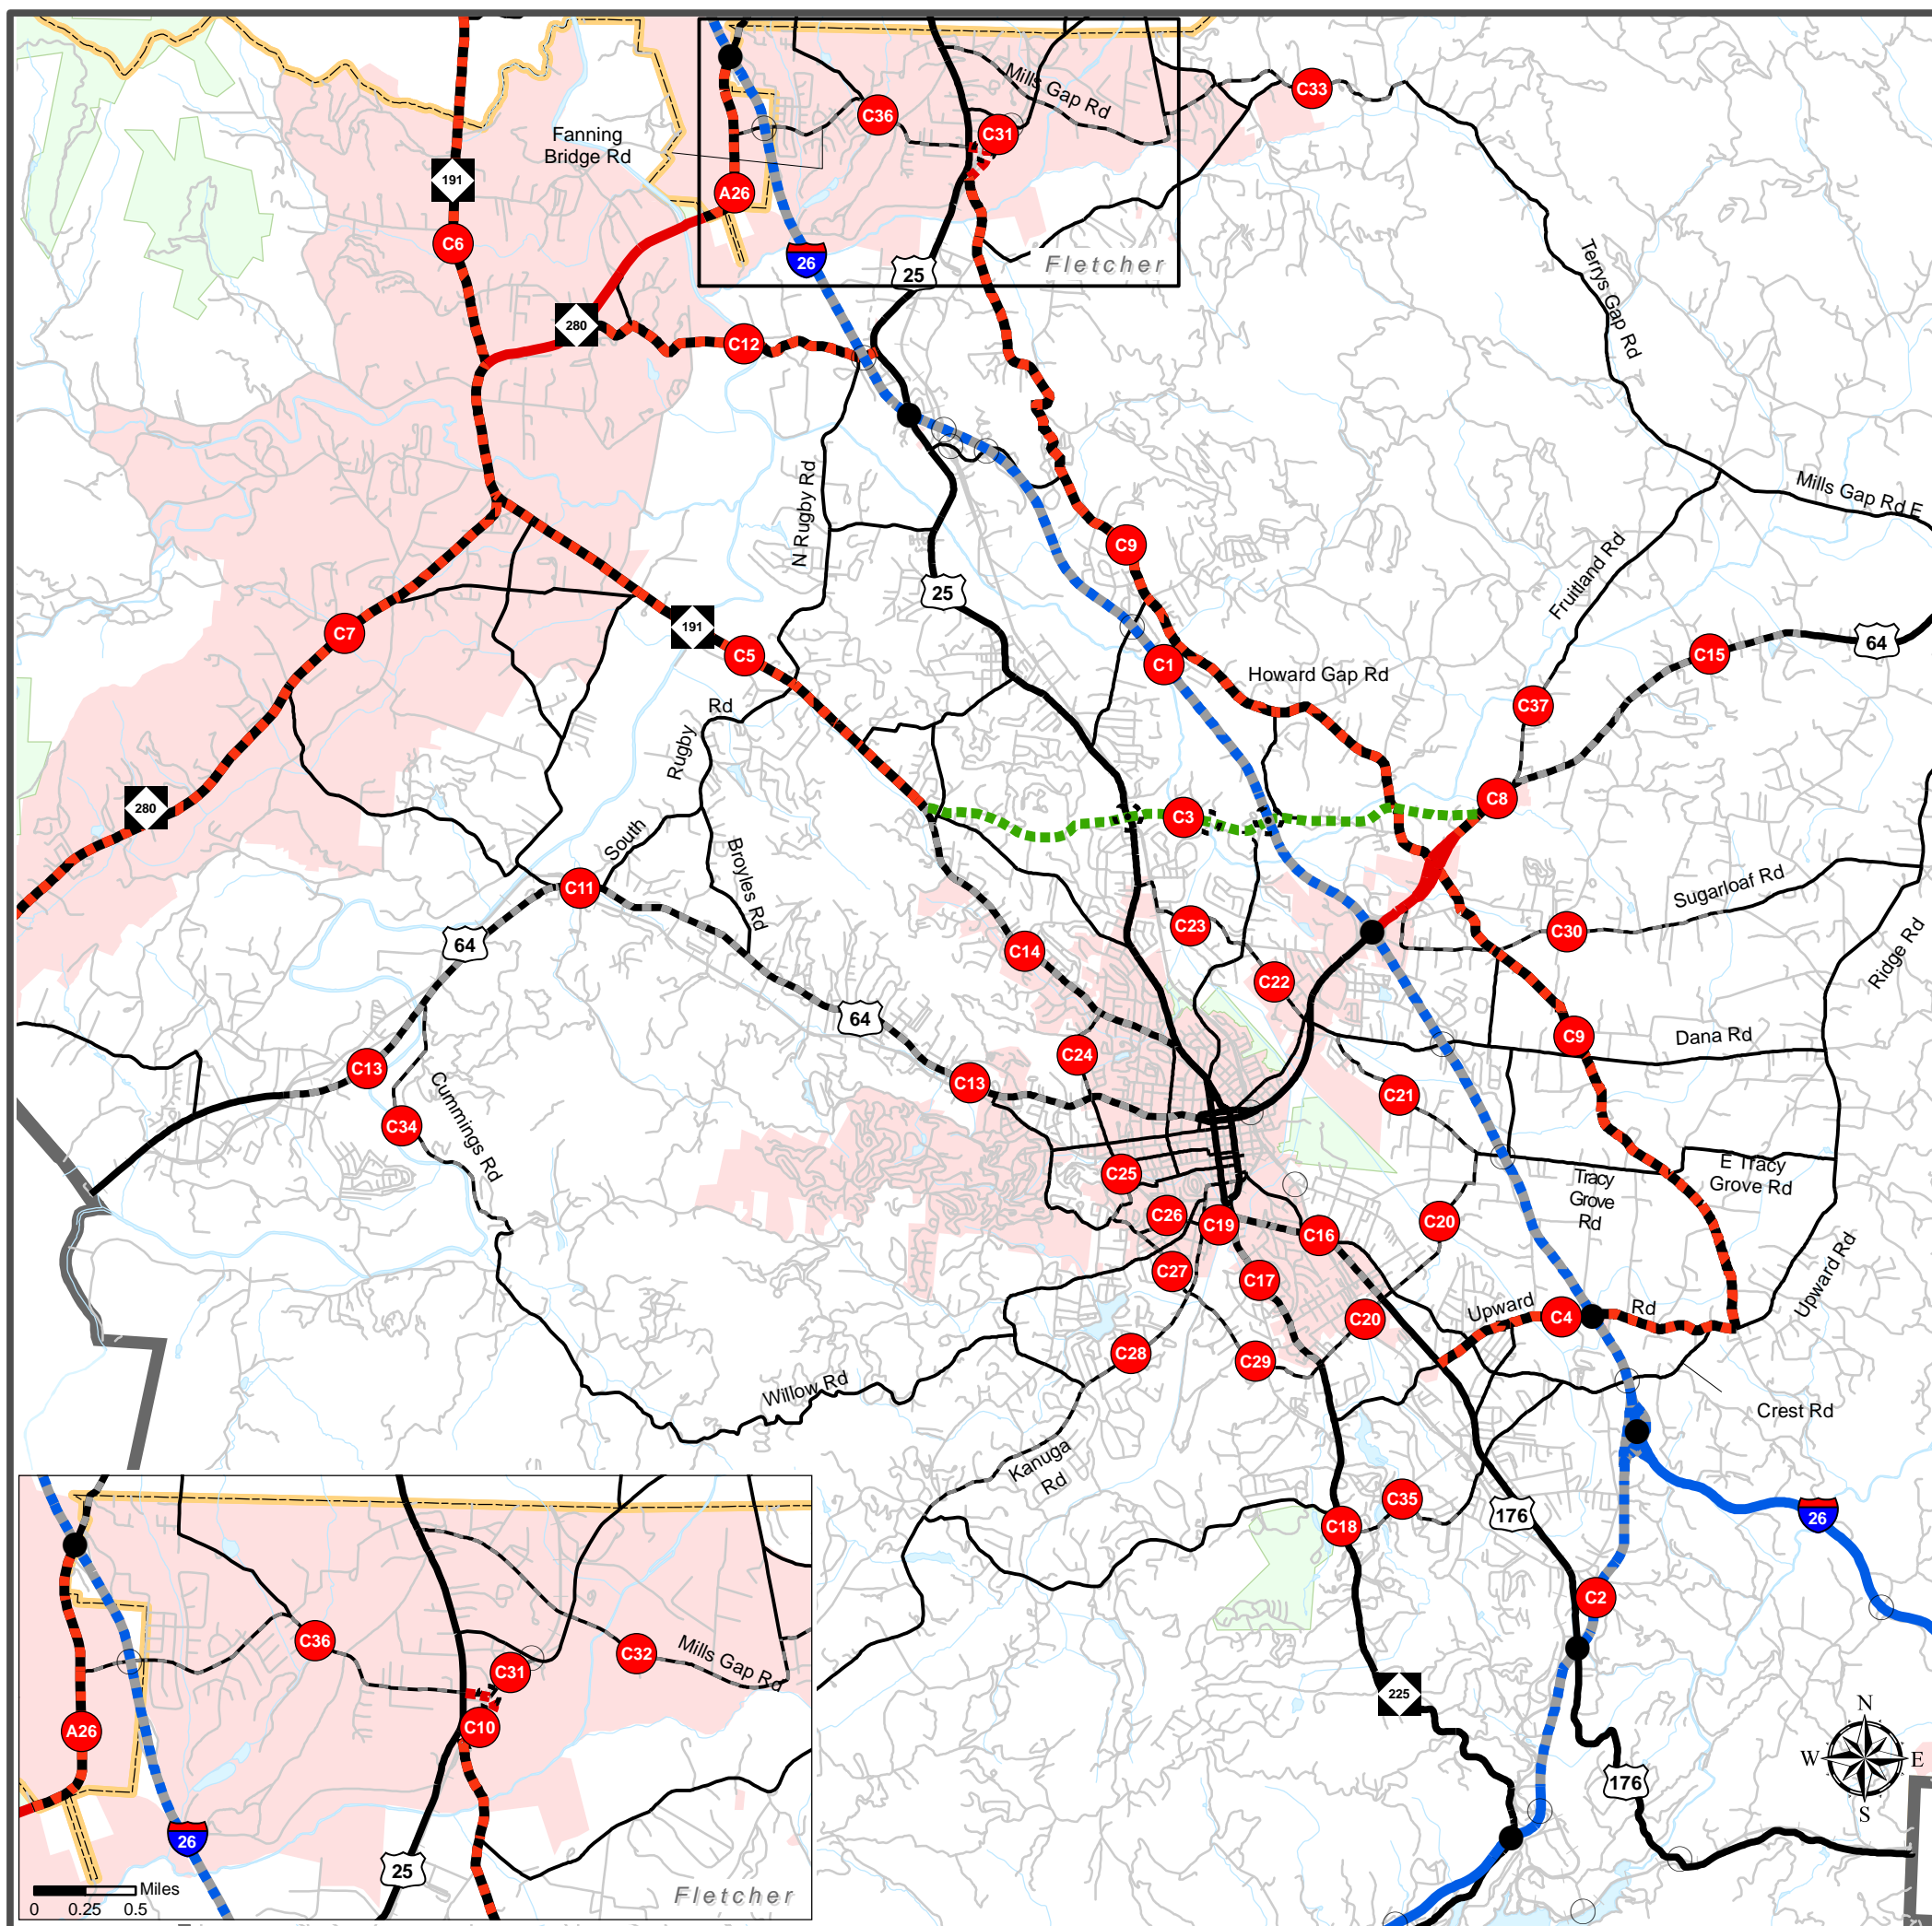 C33
Mills Gap Rd
C36
C31
Fanning
Bridge Rd
191
A26
C6
26
25
Fletcher
Terrys Gap Rd
280
C12
N Rugby Rd
Mills Gap Rd E
C9
Fruitland Rd
25
C7
191
C5
C1
C15
64
Howard Gap Rd
C37
Rugby
Rd
280
C3
C8
South
Broyles Rd
C11
Sugarloaf Rd
C23
C30
64
C14
Ridge Rd
C22
64
C9
Dana Rd
C24
C13
C13
C21
Cummings Rd
C34
C25
E Tracy
Grove Rd
Tracy
Grove
Rd
C26
C19
C16
C20
C27
C17
Upward Rd
Upward
Rd
C4
C20
C28
C29
Willow Rd
Crest Rd
Kanuga
Rd
C35
C18
176
26
C2
225
N
W
E
S
176
C36
C32
Mills Gap Rd
C31
C10
A26
26
25
Fletcher
Miles
0
0.25
0.5